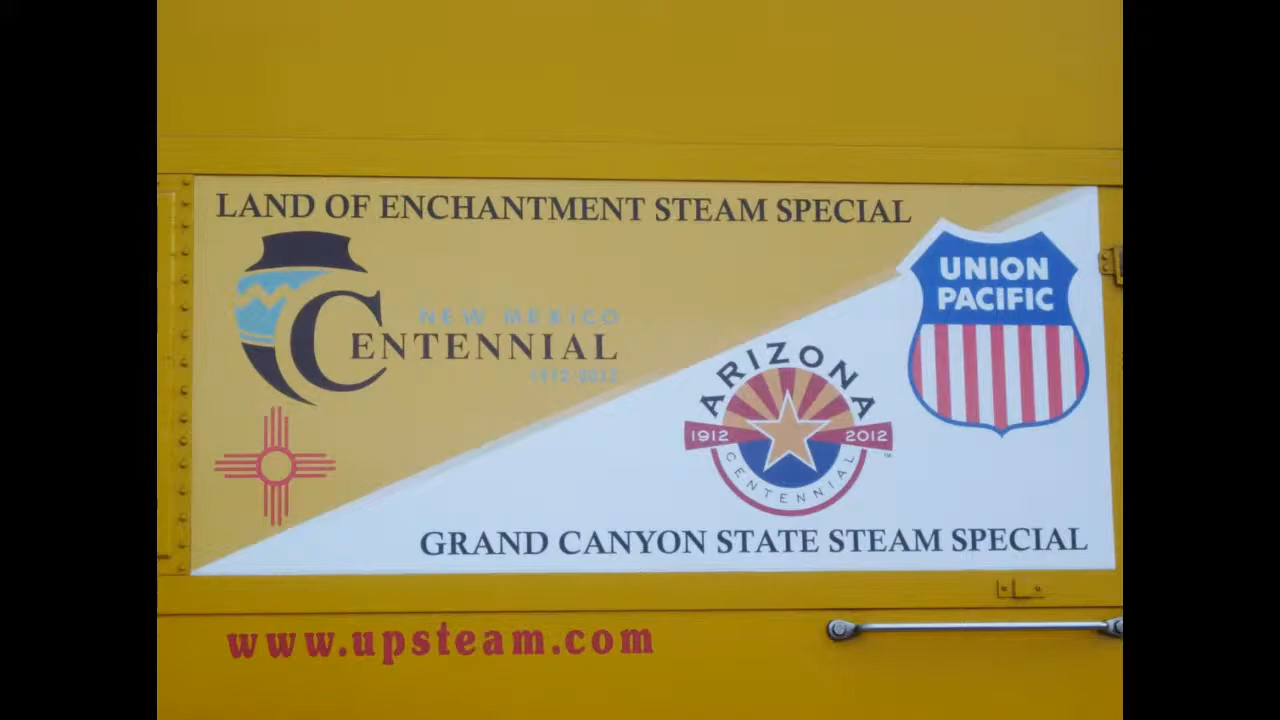 LAND OF ENCHANTMENT STEAM SPECIAL
UNION
PACIFIC
NEW MEXICO
CENTENNIAL
1912-2012
ARIZONA
1912 2012
CENTENNIAL
GRAND CANYON STATE STEAM SPECIAL
www.upsteam.com